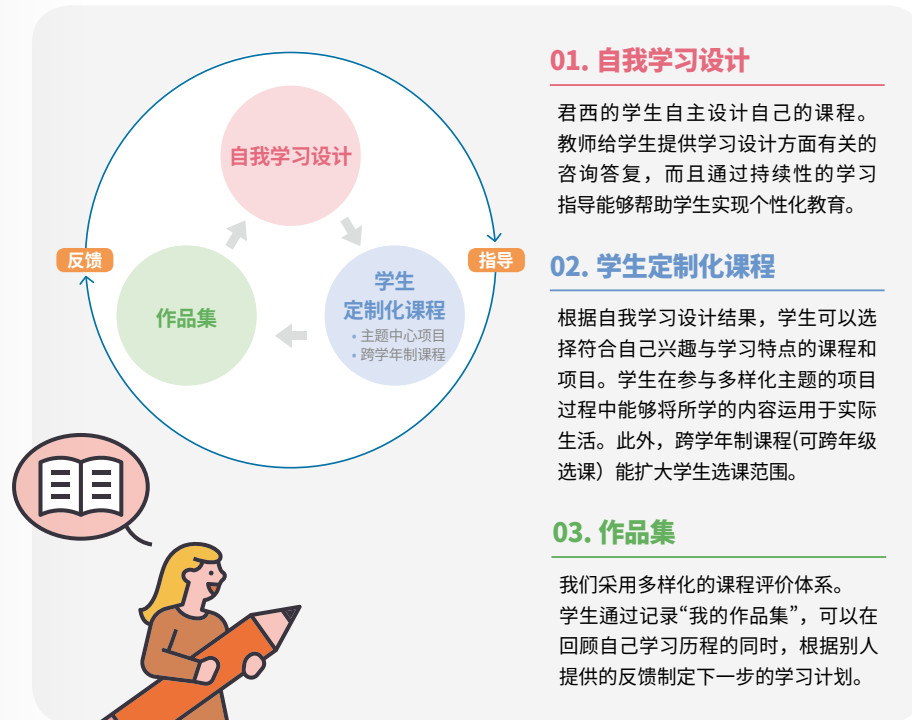 自我学习设计
反馈
指导
作品集
学生
定制化课程
• 主题中心项目
• 跨学年制课程
01. 自我学习设计
君西的学生自主设计自己的课程。
教师给学生提供学习设计方面有关的
咨询答复，而且通过持续性的学习
指导能够帮助学生实现个性化教育。
02. 学生定制化课程
根据自我学习设计结果，学生可以选
择符合自己兴趣与学习特点的课程和
项目。学生在参与多样化主题的项目
过程中能够将所学的内容运用于实际
生活。此外，跨学年制课程(可跨年级
选课）能扩大学生选课范围。
03. 作品集
我们采用多样化的课程评价体系。
学生通过记录“我的作品集”，可以在
回顾自己学习历程的同时，根据别人
提供的反馈制定下一步的学习计划。